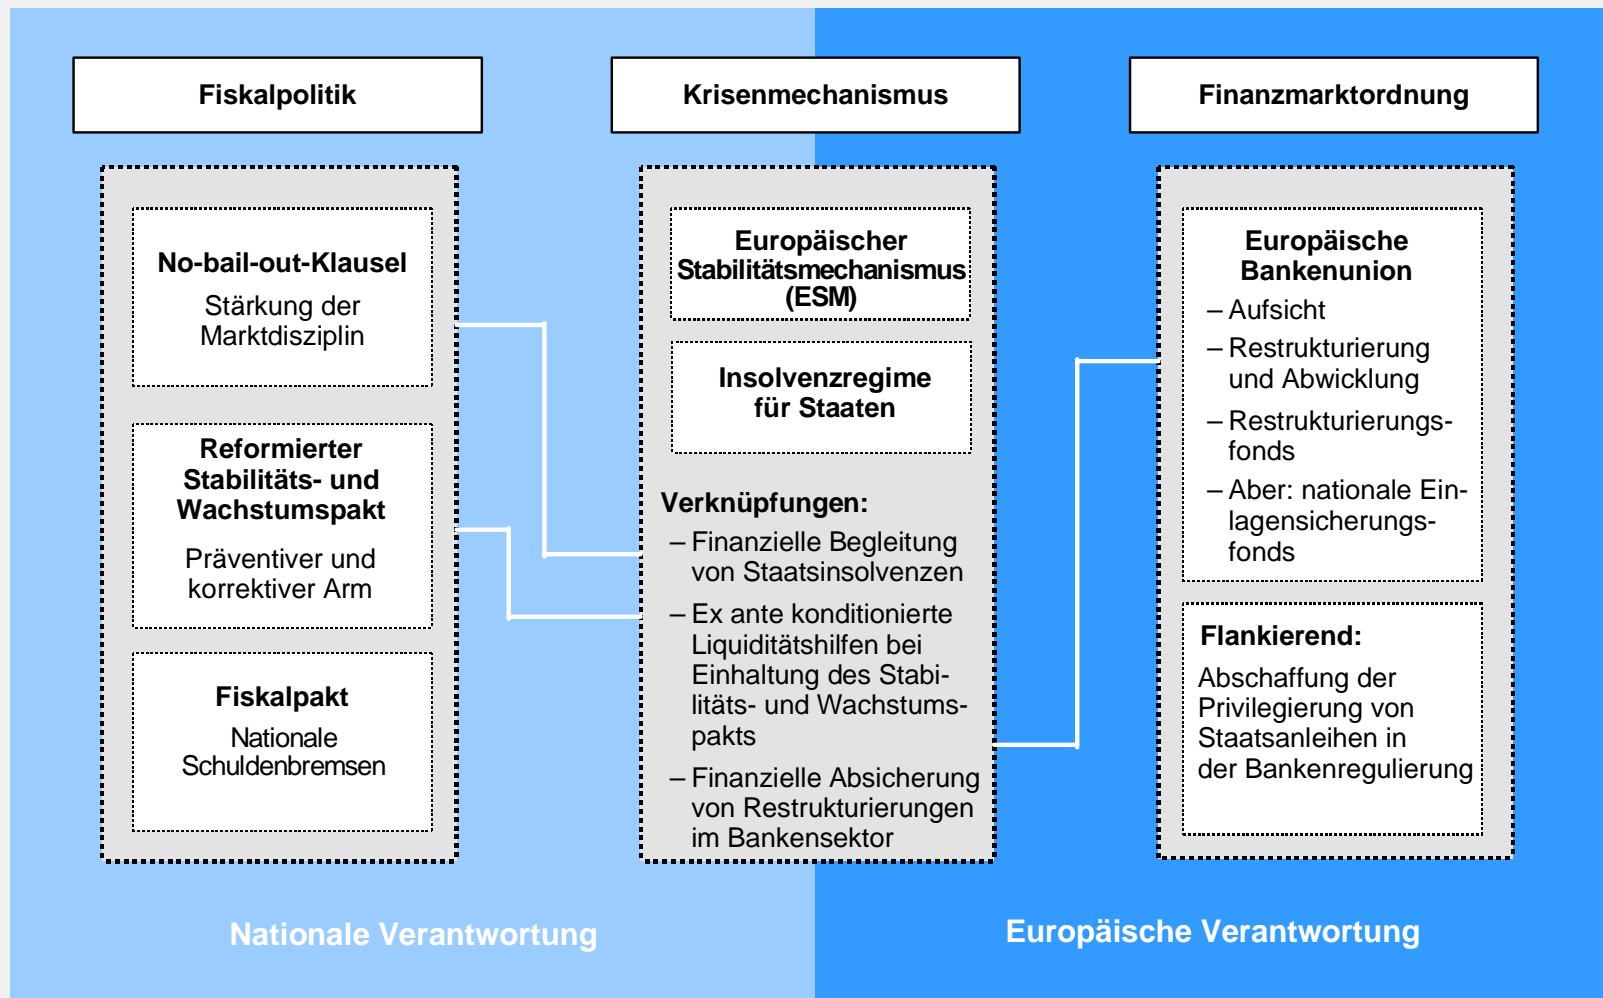 Fiskalpolitik
No-bail-out-Klausel
Stärkung der
Marktdisziplin
Reformierter
Stabilitäts- und
Wachstumspakt
Präventiver und
korrektiver Arm
Fiskalpakt
Nationale
Schuldenbremsen
Krisenmechanismus
Europäischer
Stabilitätsmechanismus
(ESM)
Insolvenzregime
für Staaten
Verknüpfungen:
– Finanzielle Begleitung
von Staatsinsolvenzen
– Ex ante konditionierte
Liquiditätshilfen bei
Einhaltung des Stabi-
litäts- und Wachstums-
pakts
– Finanzielle Absicherung
von Restrukturierungen
im Bankensektor
Finanzmarktordnung
Europäische
Bankenunion
– Aufsicht
– Restrukturierung
und Abwicklung
– Restrukturierungs-
fonds
– Aber: nationale Ein-
lagensicherungs-
fonds
Flankierend:
Abschaffung der
Privilegierung von
Staatsanleihen in
der Bankenregulierung
Nationale Verantwortung
Europäische Verantwortung